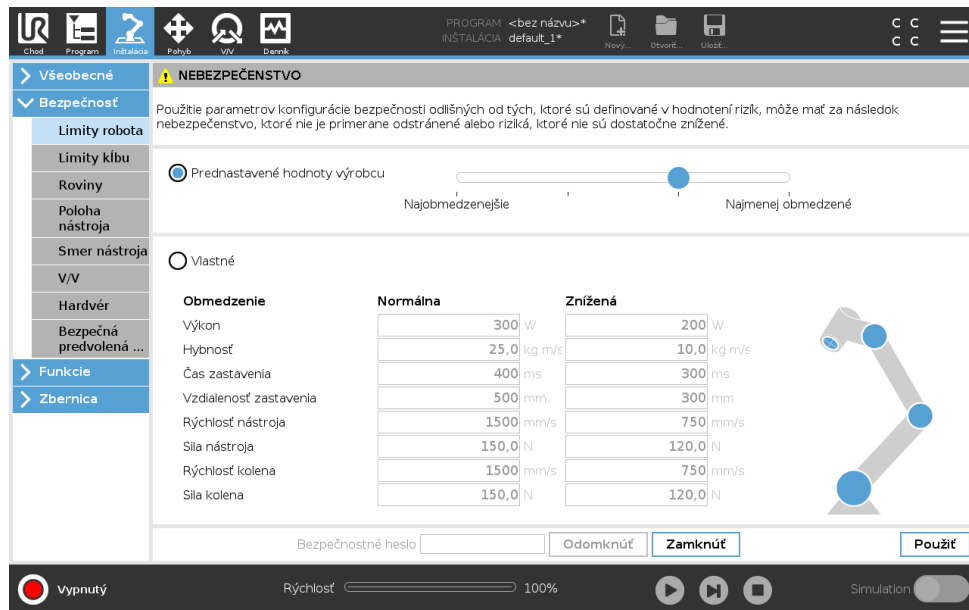 PROGRAM <bez názvu>*
INŠTALÁCIA default_1*
Chod
Program
Inštalácia
Pohyb
V/V
Denník
Nový...
Otvoriť...
Uložiť...
C C
C C
Všeobecné
Bezpečnosť
Limity robota
Limity kĺbu
Roviny
Poloha
nástroja
Smer nástroja
V/V
Hardvér
Bezpečná
predvolená ...
Funkcie
Zbernica
NEBEZPEČENSTVO
Použitie parametrov konfigurácie bezpečnosti odlišných od tých, ktoré sú definované v hodnotení rizík, môže mať za následok
nebezpečenstvo, ktoré nie je primerane odstránené alebo riziká, ktoré nie sú dostatočne znížené.
Prednastavené hodnoty výrobcu
Najobmedzenejšie Najmenej obmedzené
Vlastné
Obmedzenie Normálna Znížená
Výkon 300 W 200 W
Hybnosť 25,0 kg m/s 10,0 kg m/s
Čas zastavenia 400 ms 300 ms
Vzdialenosť zastavenia 500 mm 300 mm
Rýchlosť nástroja 1500 mm/s 750 mm/s
Sila nástroja 150,0 N 120,0 N
Rýchlosť kolena 1500 mm/s 750 mm/s
Sila kolena 150,0 N 120,0 N
Bezpečnostné heslo Odomknúť Zamknúť Použiť
Vypnutý Rýchlosť 100% Simulation